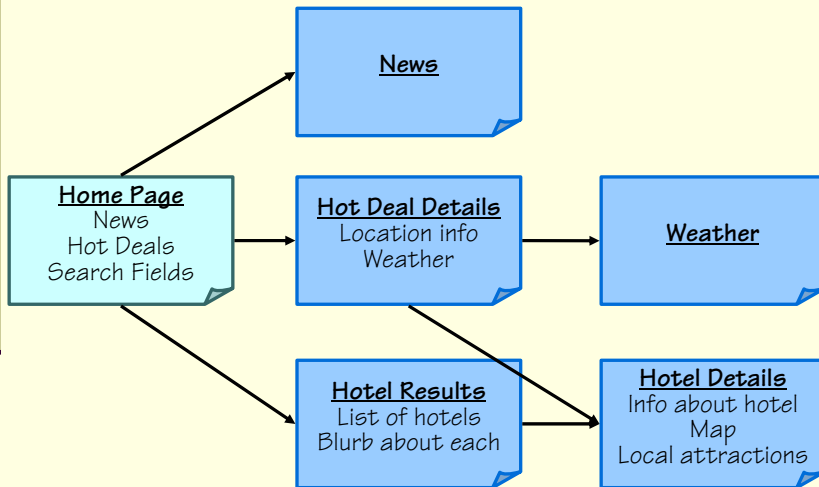 News
Home Page
News
Hot Deals
Search Fields
Hot Deal Details
Location info
Weather
Weather
Hotel Results
List of hotels
Blurb about each
Hotel Details
Info about hotel
Map
Local attractions